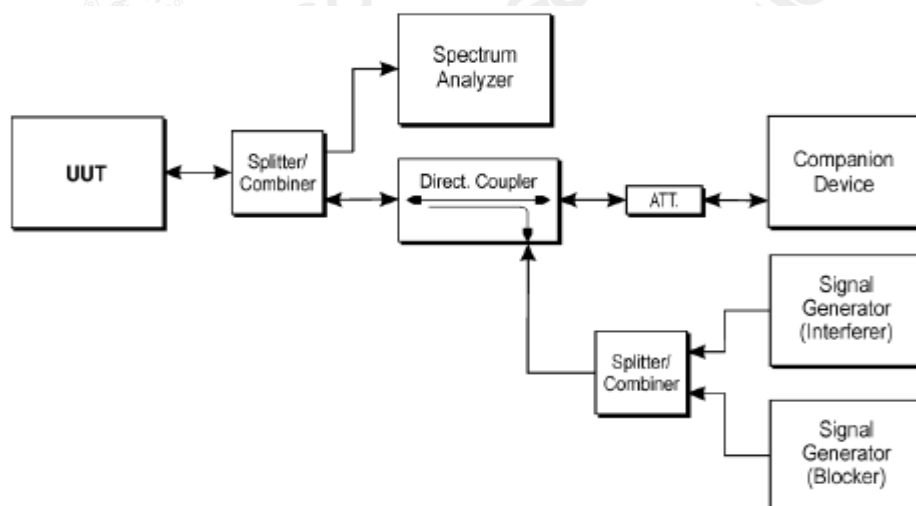 Spectrum
Analyzer
UUT
Splitter/
Combiner
Direct. Coupler
ATT.
Companion
Device
Signal
Generator
(Interferer)
Splitter/
Combiner
Signal
Generator
(Blocker)